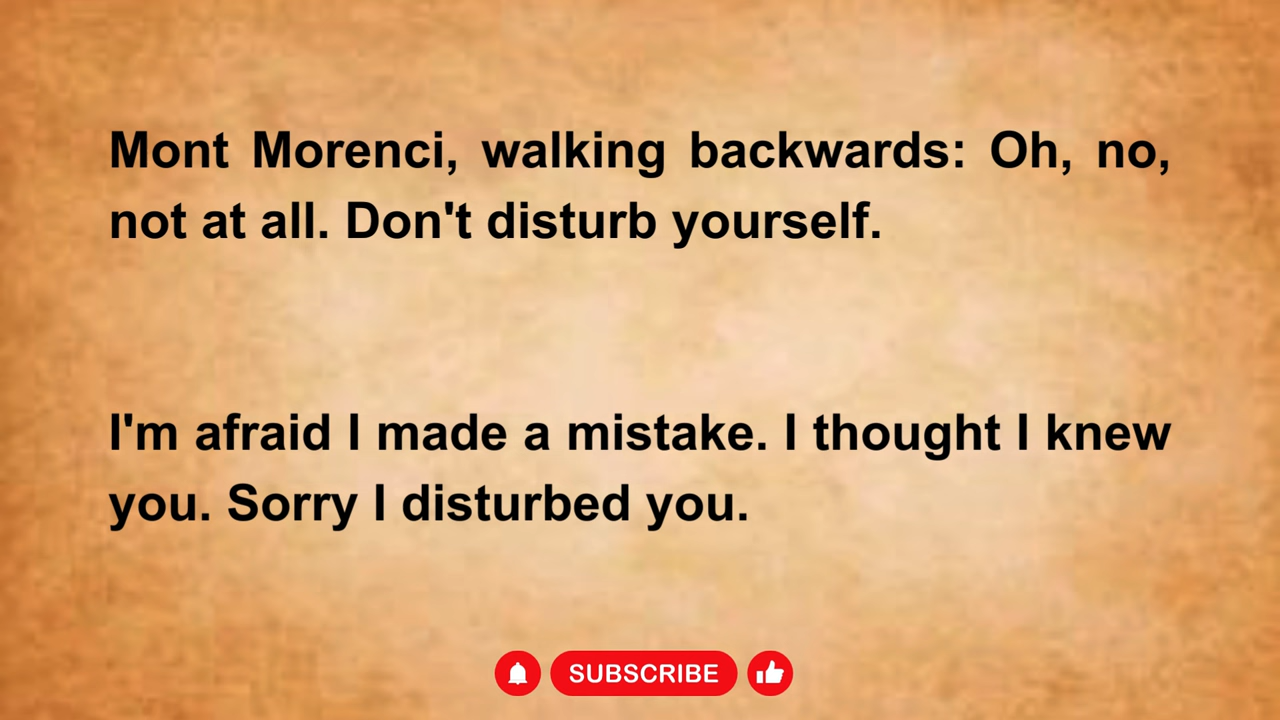 Mont Morenci, walking backwards: Oh, no,
not at all. Don't disturb yourself.
I'm afraid I made a mistake. I thought I knew
you. Sorry I disturbed you.
SUBSCRIBE